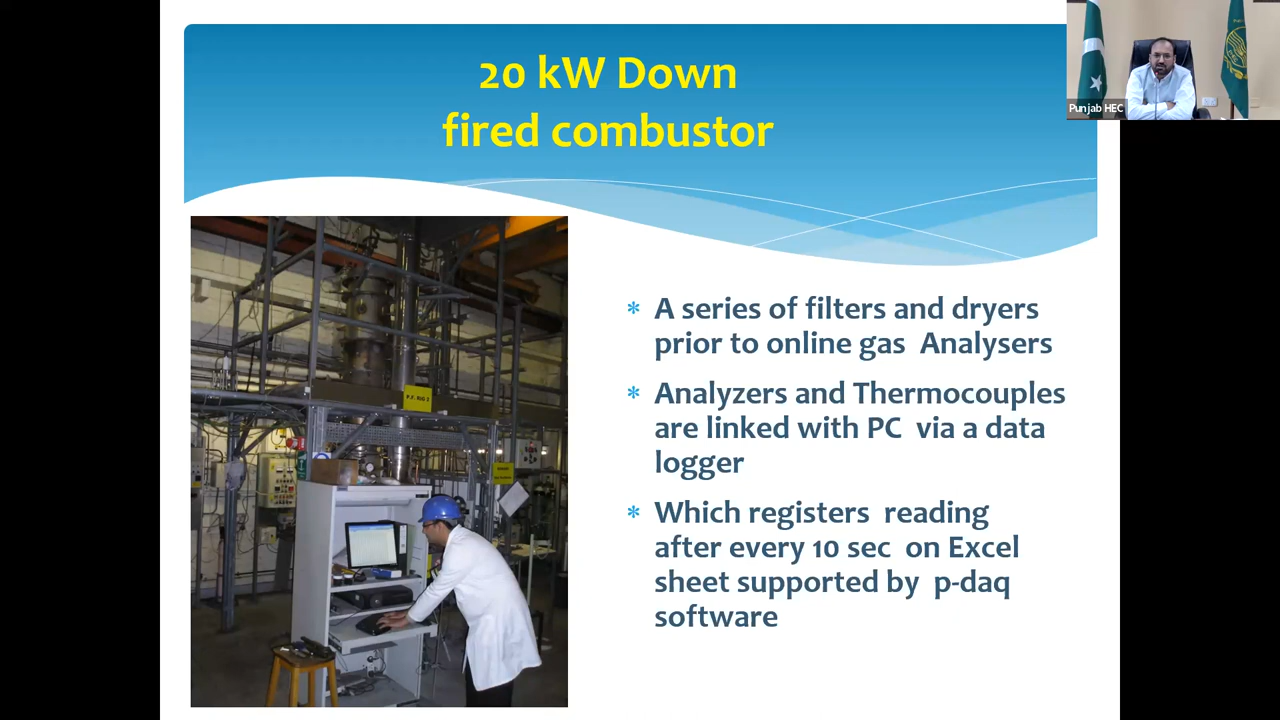 20 kW Down
fired combustor
Punjab HEC
P.F. RIG 2
* A series of filters and dryers
prior to online gas Analysers
* Analyzers and Thermocouples
are linked with PC via a data
logger
* Which registers reading
after every 10 sec on Excel
sheet supported by p-daq
software